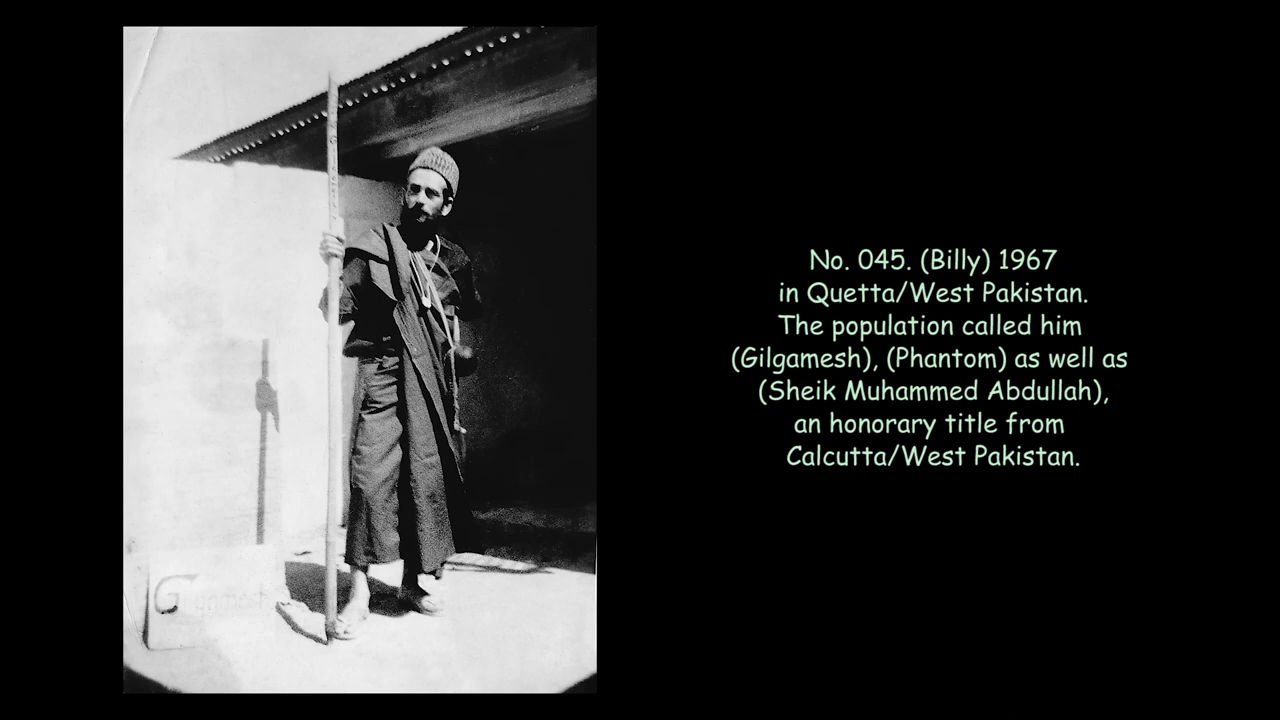 No. 045. (Billy) 1967
in Quetta/West Pakistan.
The population called him
(Gilgamesh), (Phantom) as well as
(Sheik Muhammed Abdullah),
an honorary title from
Calcutta/West Pakistan.